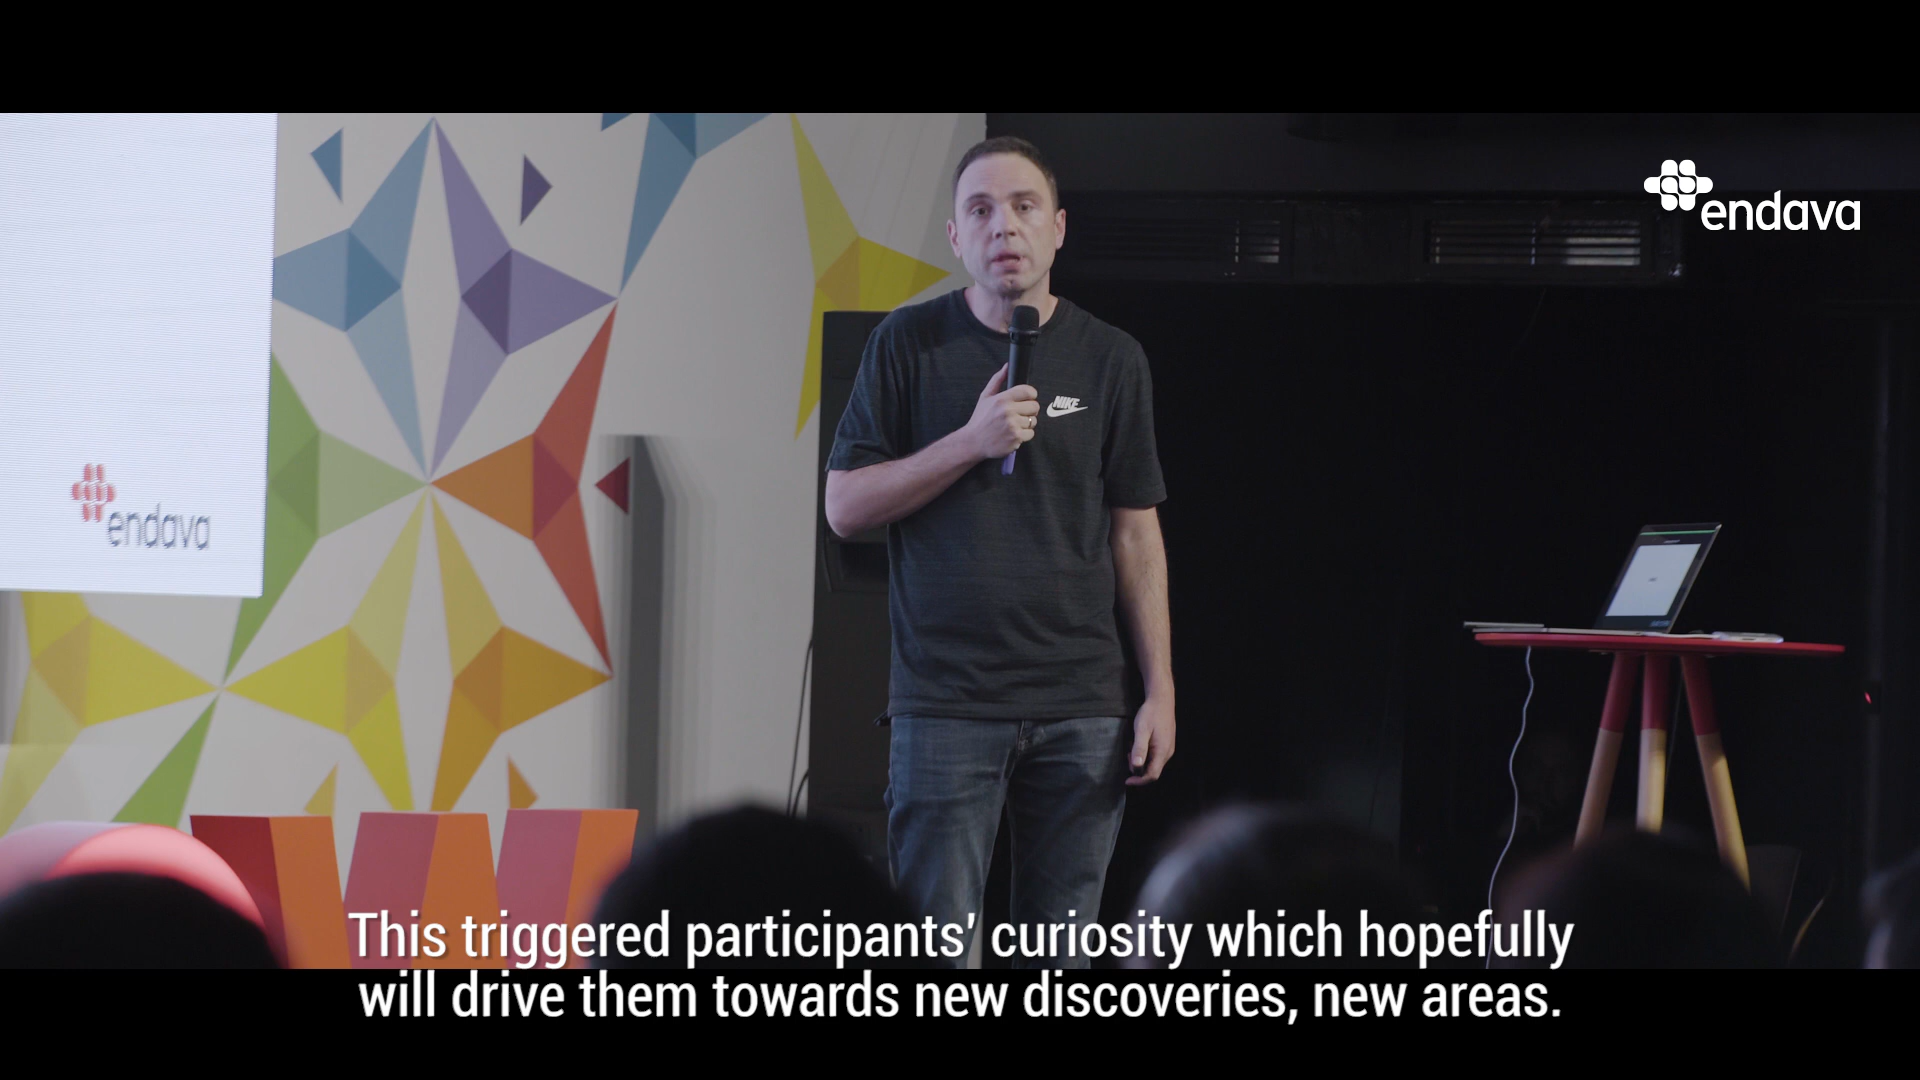 endava
NIKE
endava
W
This triggered participants' curiosity which hopefully
will drive them towards new discoveries, new areas.